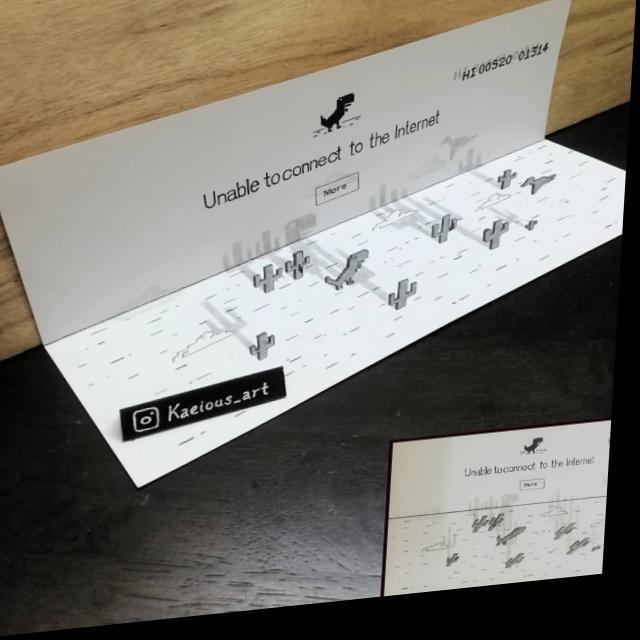 HI 00520 01314
Unable to connect to the Internet
More
Kaeious_art
Unable to connect to the Internet
More